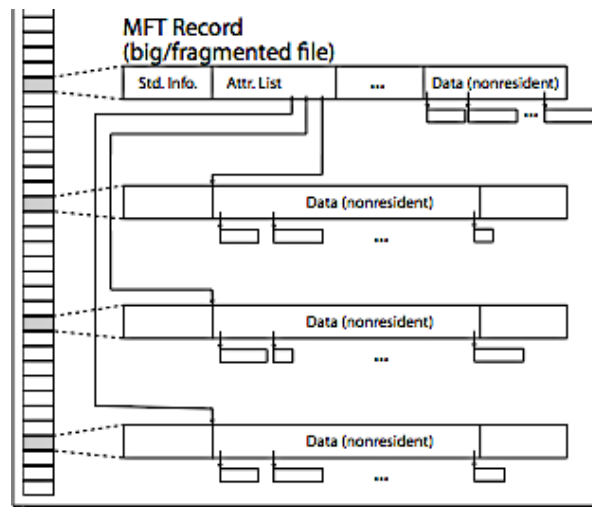 MFT Record
(big/fragmented file)
Std. Info. Attr. List ... Data (nonresident)
...
Data (nonresident)
...
Data (nonresident)
...
Data (nonresident)
...